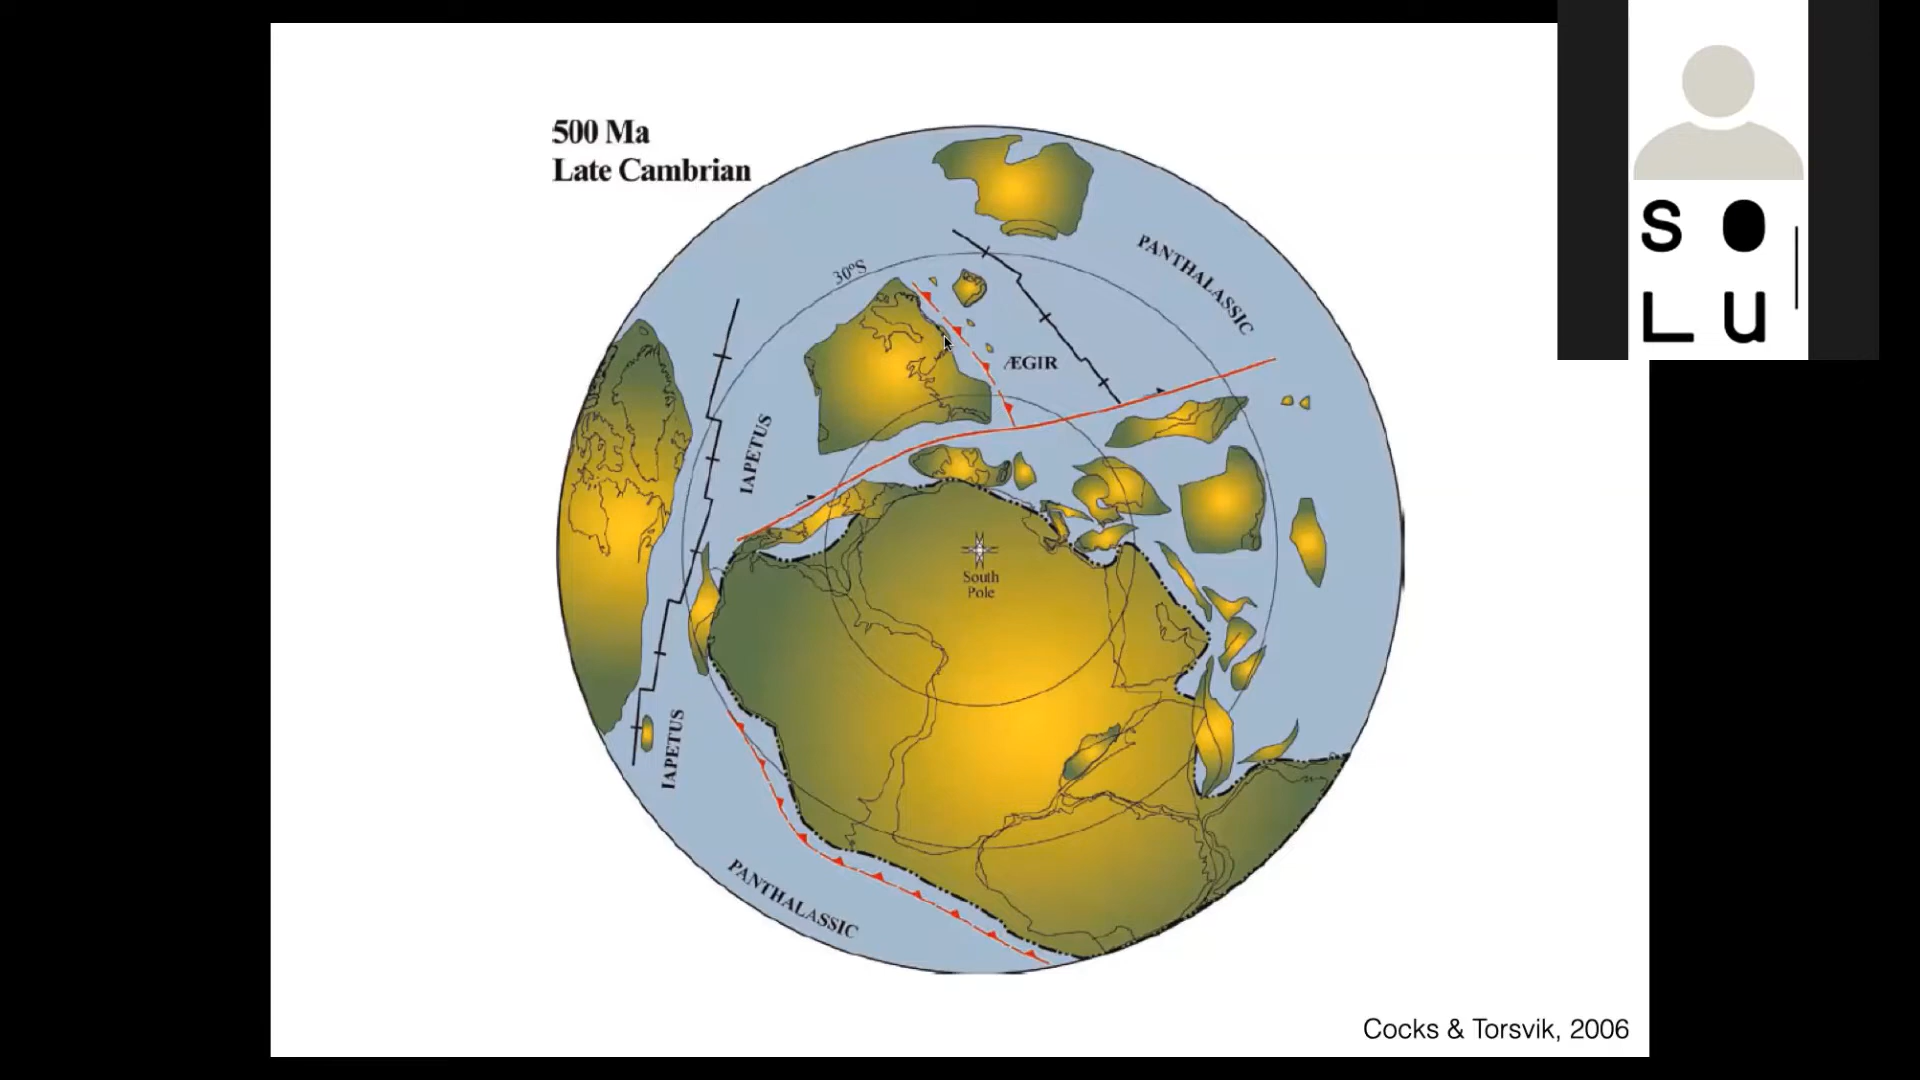 500 Ma
Late Cambrian
30°S
PANTHALASSIC
ÆGIR
IAPETUS
South
Pole
IAPETUS
PANTHALASSIC
Cocks & Torsvik, 2006
S O
L U